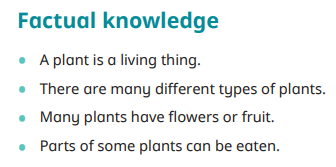 Factual knowledge
• A plant is a living thing.
• There are many different types of plants.
• Many plants have flowers or fruit.
• Parts of some plants can be eaten.